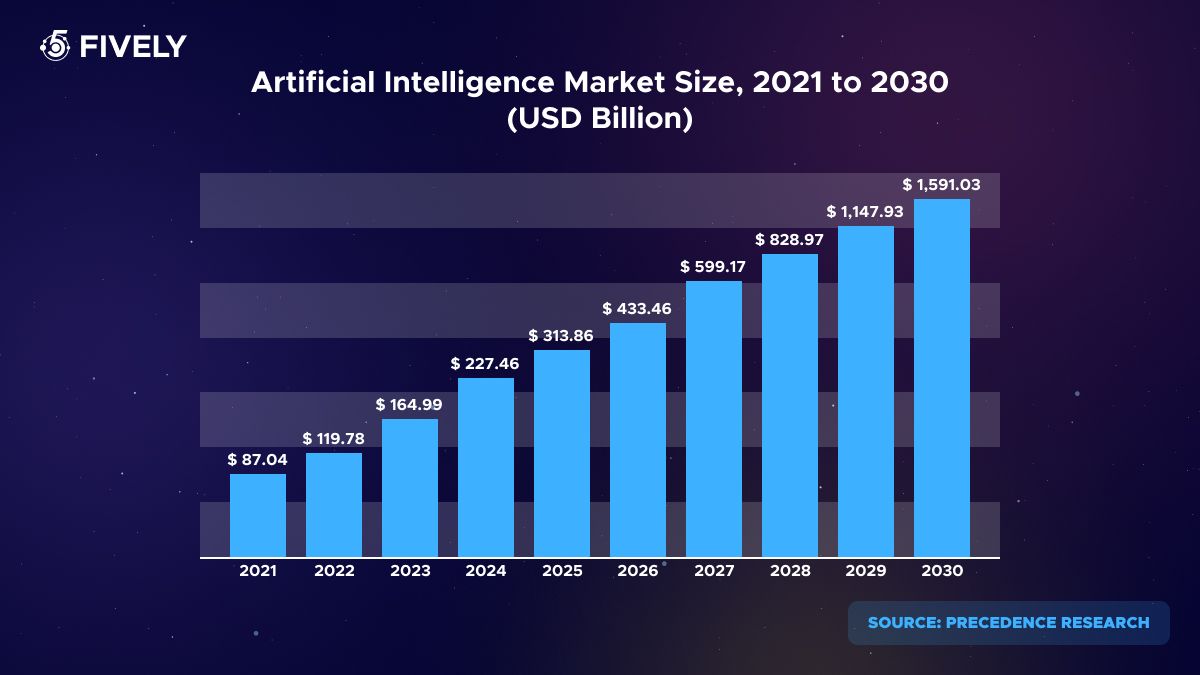 FIVELY
Artificial Intelligence Market Size, 2021 to 2030
(USD Billion)
$ 87.04
$ 119.78
$ 164.99
$ 227.46
$ 313.86
$ 433.46
$ 599.17
$ 828.97
$ 1,147.93
$ 1,591.03
2021 2022 2023 2024 2025 2026 2027 2028 2029 2030
SOURCE: PRECEDENCE RESEARCH